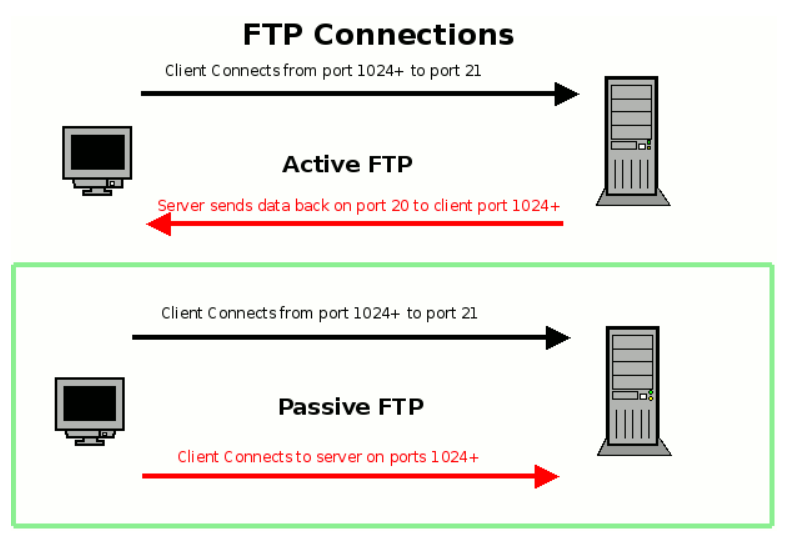 FTP Connections
Client Connects from port 1024+ to port 21
Active FTP
Server sends data back on port 20 to client port 1024+
Client Connects from port 1024+ to port 21
Passive FTP
Client Connects to server on ports 1024+